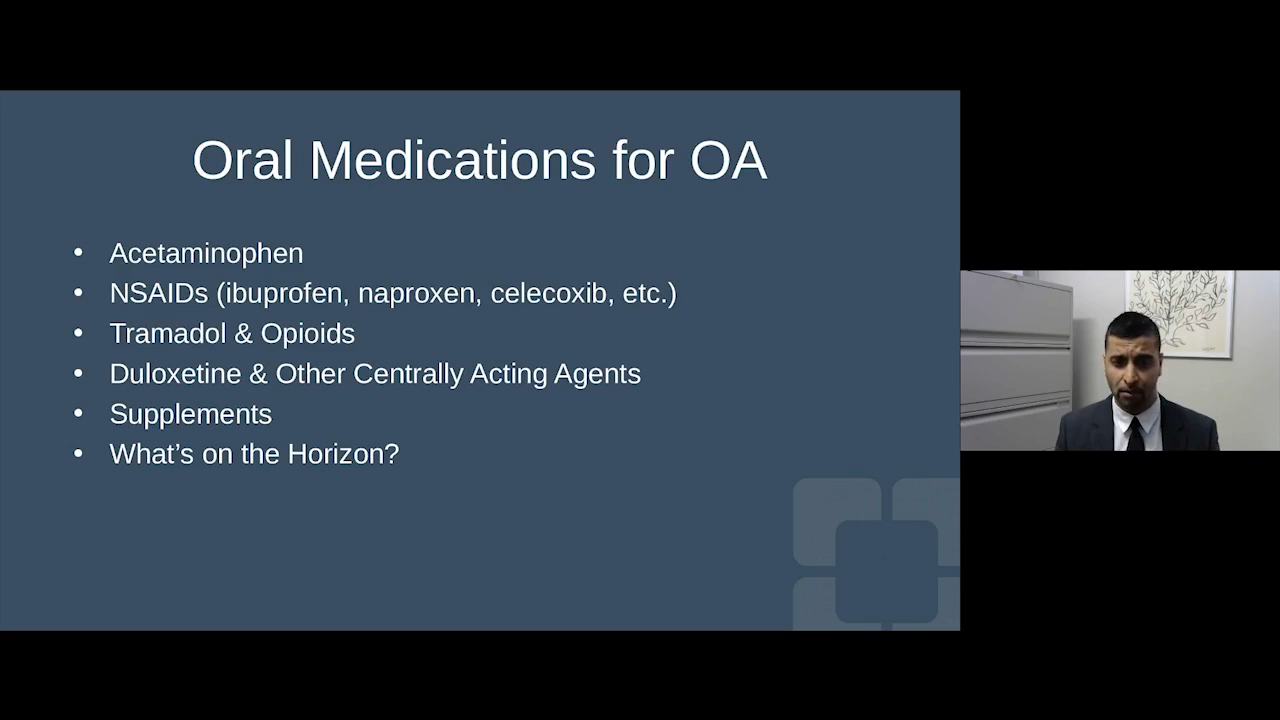 Oral Medications for OA
• Acetaminophen
• NSAIDs (ibuprofen, naproxen, celecoxib, etc.)
• Tramadol & Opioids
• Duloxetine & Other Centrally Acting Agents
• Supplements
• What’s on the Horizon?